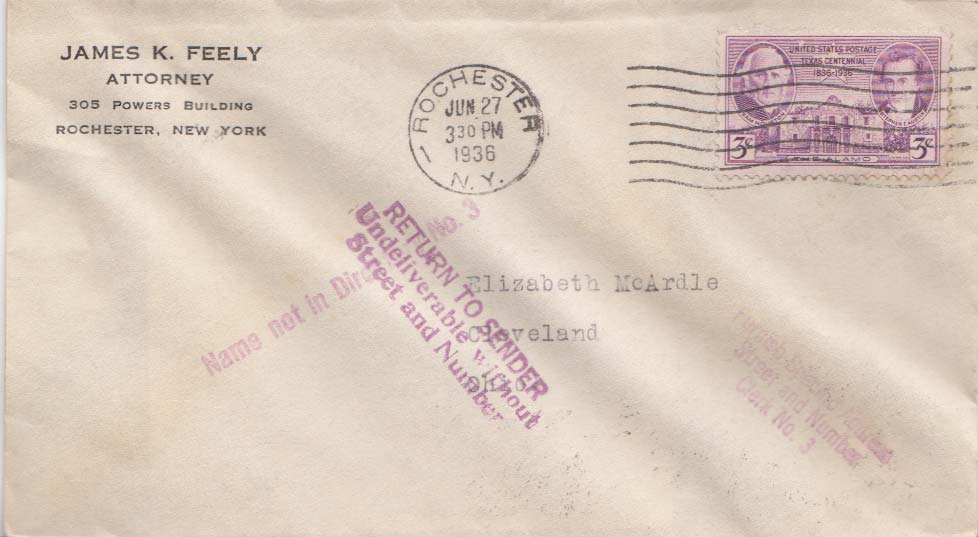 JAMES K. FEELY
ATTORNEY
305 POWERS BUILDING
ROCHESTER, NEW YORK
ROCHESTER
1
JUN 27
330 PM
1936
N.Y.
UNITED STATES POSTAGE
TEXAS CENTENNIAL
1836-1936
3¢ THE ALAMO 3¢
Name not in No. 3
RETURN TO SENDER
Undeliverable without
Street and Number
Elizabeth McArdle
Cleveland
Ohio
Street and Number
Clerk No. 3